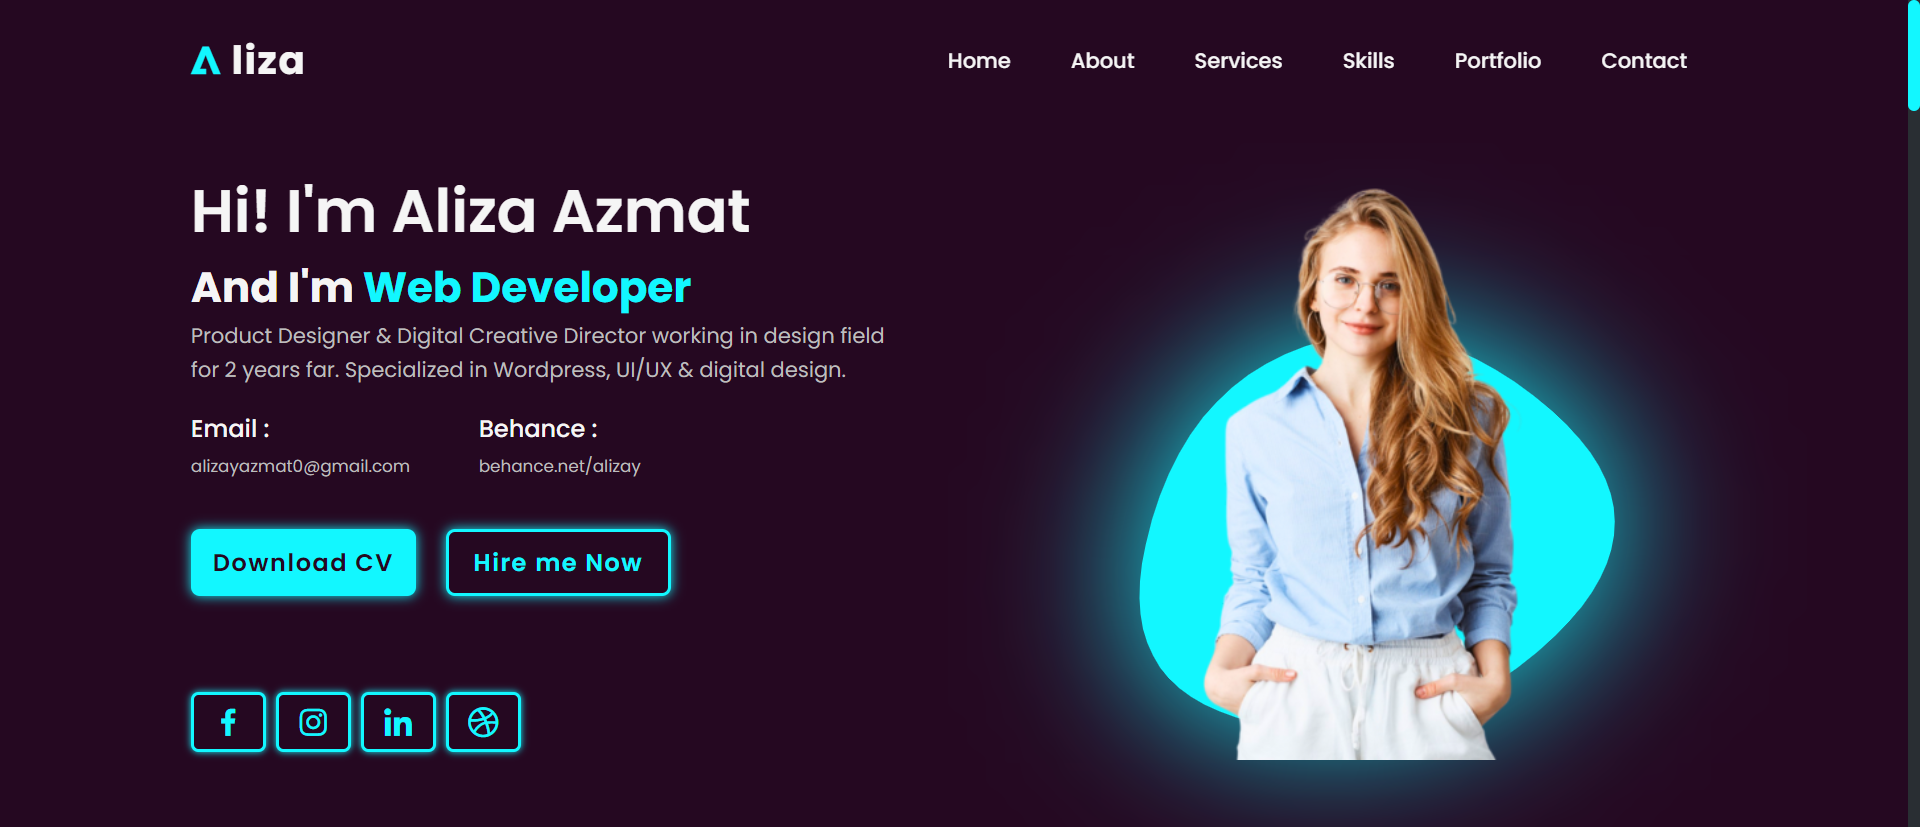 Aliza
Home About Services Skills Portfolio Contact
Hi! I'm Aliza Azmat
And I'm Web Developer
Product Designer & Digital Creative Director working in design field
for 2 years far. Specialized in Wordpress, UI/UX & digital design.
Email : Behance :
alizayazmat0@gmail.com behance.net/alizay
Download CV Hire me Now